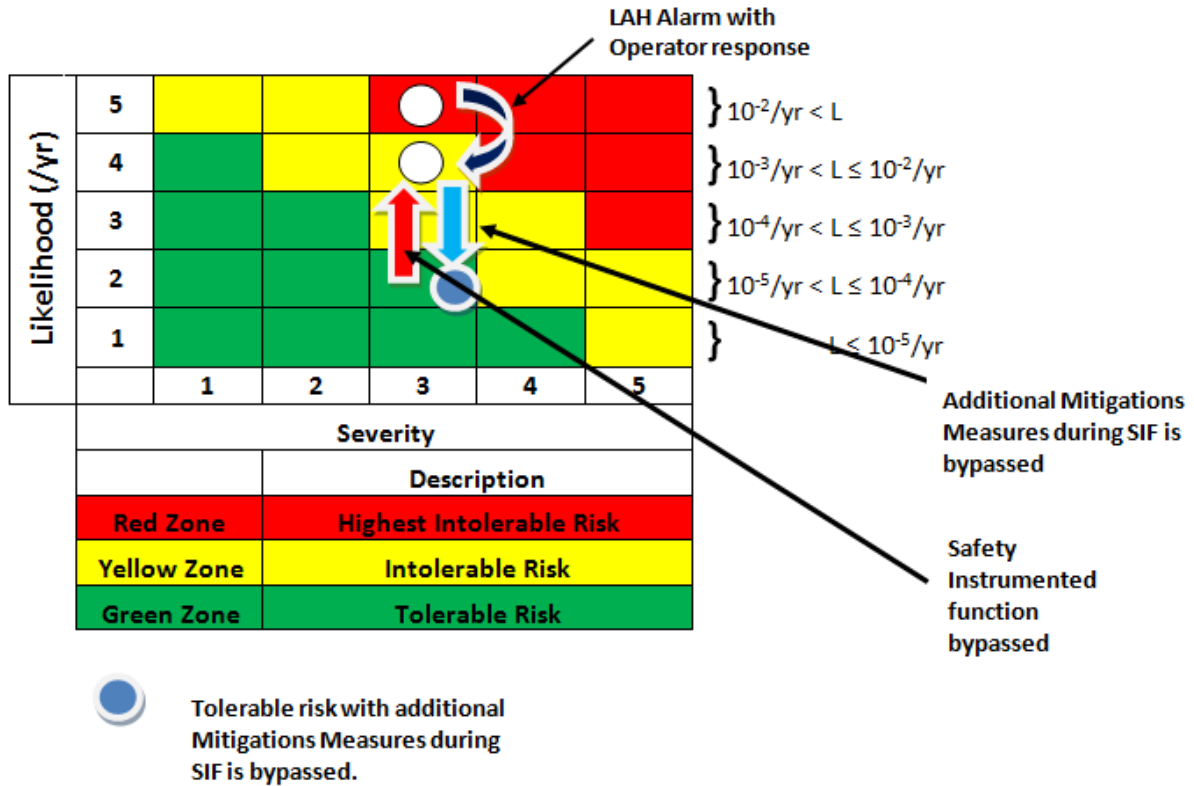 LAH Alarm with
Operator response
Likelihood (/yr)
5
} 10⁻²/yr < L
4
} 10⁻³/yr < L ≤ 10⁻²/yr
3
} 10⁻⁴/yr < L ≤ 10⁻³/yr
2
} 10⁻⁵/yr < L ≤ 10⁻⁴/yr
1
} L ≤ 10⁻⁵/yr
1 2 3 4 5
Severity
Description
Red Zone Highest Intolerable Risk
Yellow Zone Intolerable Risk
Green Zone Tolerable Risk
Additional Mitigations
Measures during SIF is
bypassed
Safety
Instrumented
function
bypassed
Tolerable risk with additional
Mitigations Measures during
SIF is bypassed.